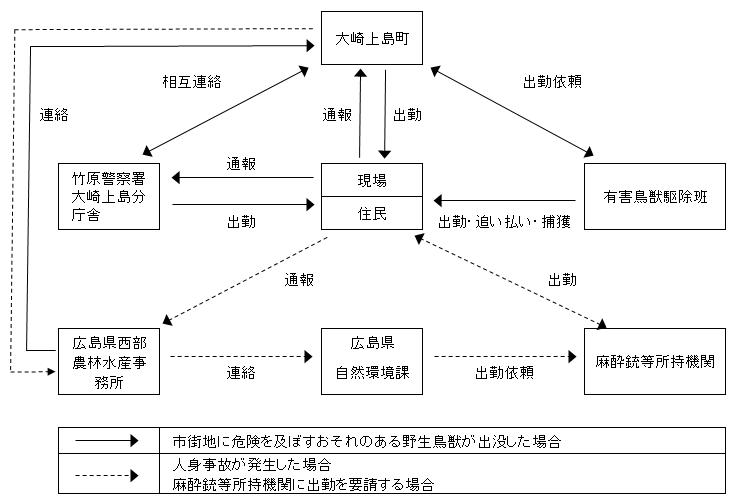 大崎上島町
相互連絡
出勤依頼
連絡
通報
出勤
通報
竹原警察署
大崎上島分
庁舎
現場
住民
有害鳥獣駆除班
出勤
出勤・追い払い・捕獲
通報
出勤
広島県西部
農林水産事
務所
広島県
自然環境課
麻酔銃等所持機関
連絡
出勤依頼
市街地に危険を及ぼすおそれのある野生鳥獣が出没した場合
人身事故が発生した場合
麻酔銃等所持機関に出勤を要請する場合